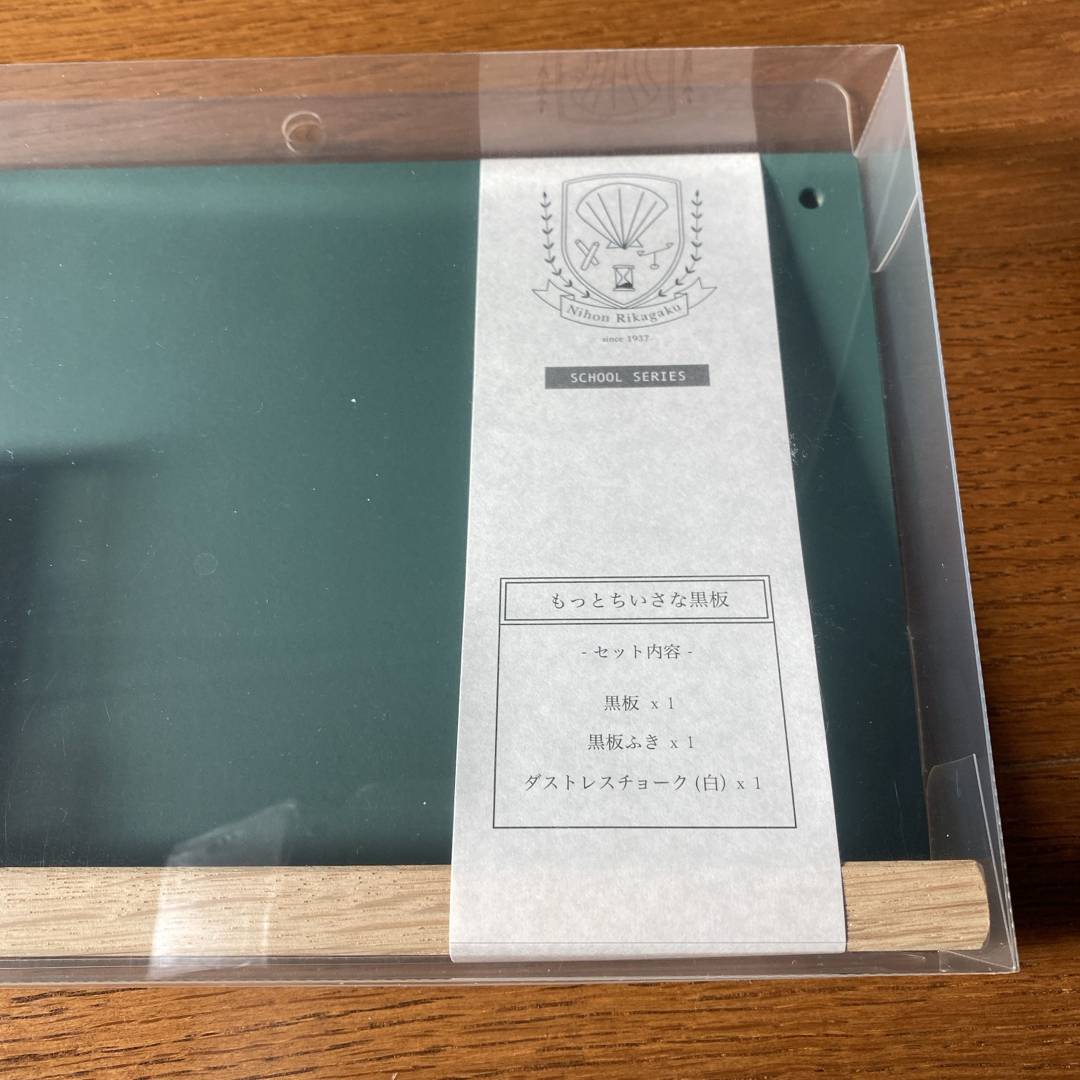 Nihon Rikagaku
since 1937
SCHOOL SERIES
もっとちいさな黒板
- セット内容 -
黒板 x 1
黒板ふき x 1
ダストレスチョーク (白) x 1